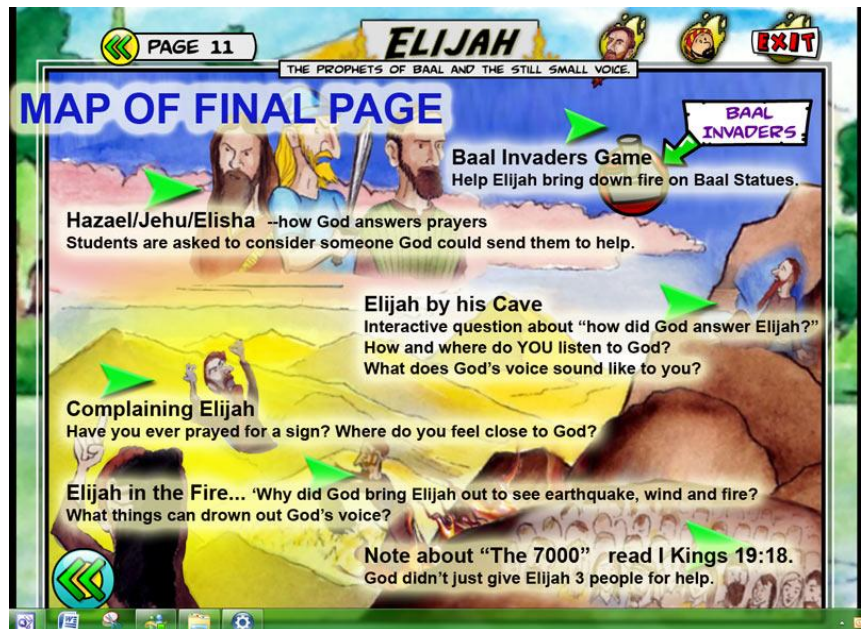 PAGE 11
ELIJAH
EXIT
THE PROPHETS OF BAAL AND THE STILL SMALL VOICE.
MAP OF FINAL PAGE
BAAL
INVADERS
Baal Invaders Game
Help Elijah bring down fire on Baal Statues.
Hazael/Jehu/Elisha --how God answers prayers
Students are asked to consider someone God could send them to help.
Elijah by his Cave
Interactive question about “how did God answer Elijah?”
How and where do YOU listen to God?
What does God’s voice sound like to you?
Complaining Elijah
Have you ever prayed for a sign? Where do you feel close to God?
Elijah in the Fire... ‘Why did God bring Elijah out to see earthquake, wind and fire?
What things can drown out God’s voice?
Note about “The 7000” read I Kings 19:18.
God didn’t just give Elijah 3 people for help.